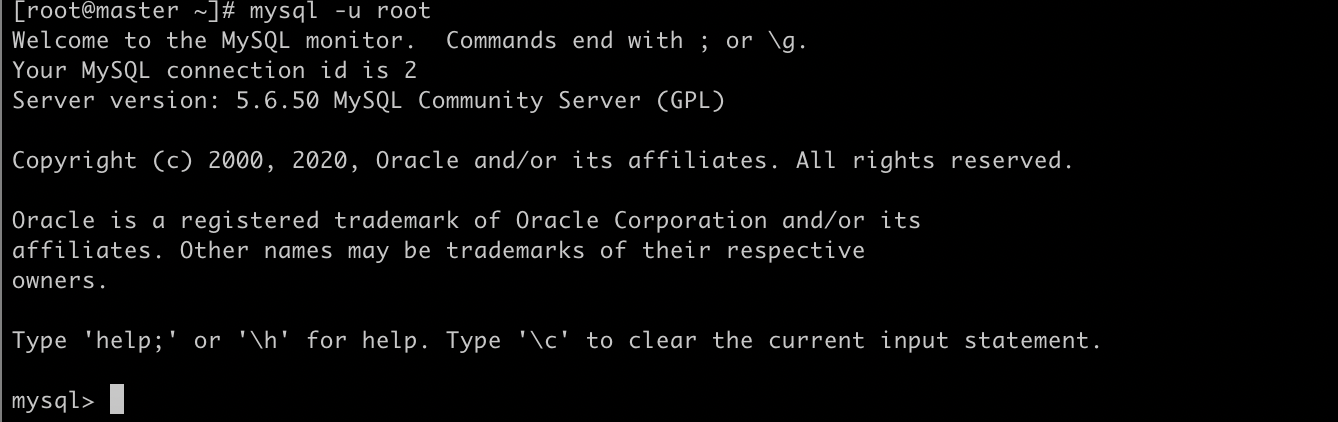 [root@master ~]# mysql -u root
Welcome to the MySQL monitor.  Commands end with ; or \g.
Your MySQL connection id is 2
Server version: 5.6.50 MySQL Community Server (GPL)

Copyright (c) 2000, 2020, Oracle and/or its affiliates. All rights reserved.

Oracle is a registered trademark of Oracle Corporation and/or its
affiliates. Other names may be trademarks of their respective
owners.

Type 'help;' or '\h' for help. Type '\c' to clear the current input statement.

mysql>